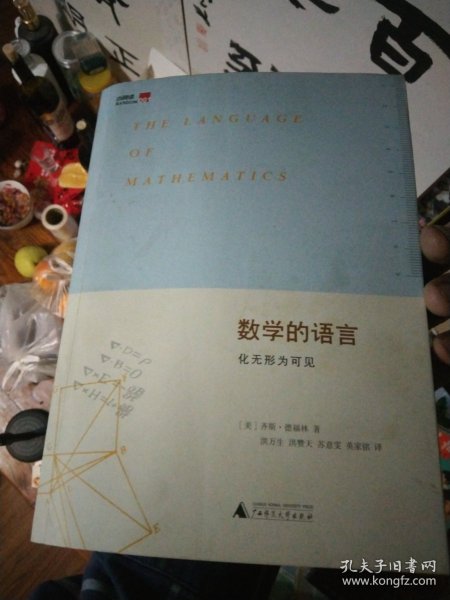 百
THE LANGUAGE
OF
MATHEMATICS
数学的语言
化无形为可见
∇·D=ρ
∇·B=0
[美] 齐斯·德福林 著
洪万生 洪赞天 苏意雯 英家铭 译
广西师范大学出版社
孔夫子旧书网
www.kongfz.com